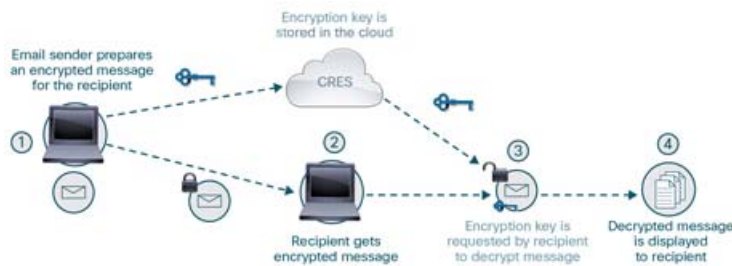 Encryption key is
stored in the cloud
Email sender prepares
an encrypted message
for the recipient
CRES
1
2
3
4
Recipient gets
encrypted message
Encryption key is
requested by recipient
to decrypt message
Decrypted message
is displayed
to recipient